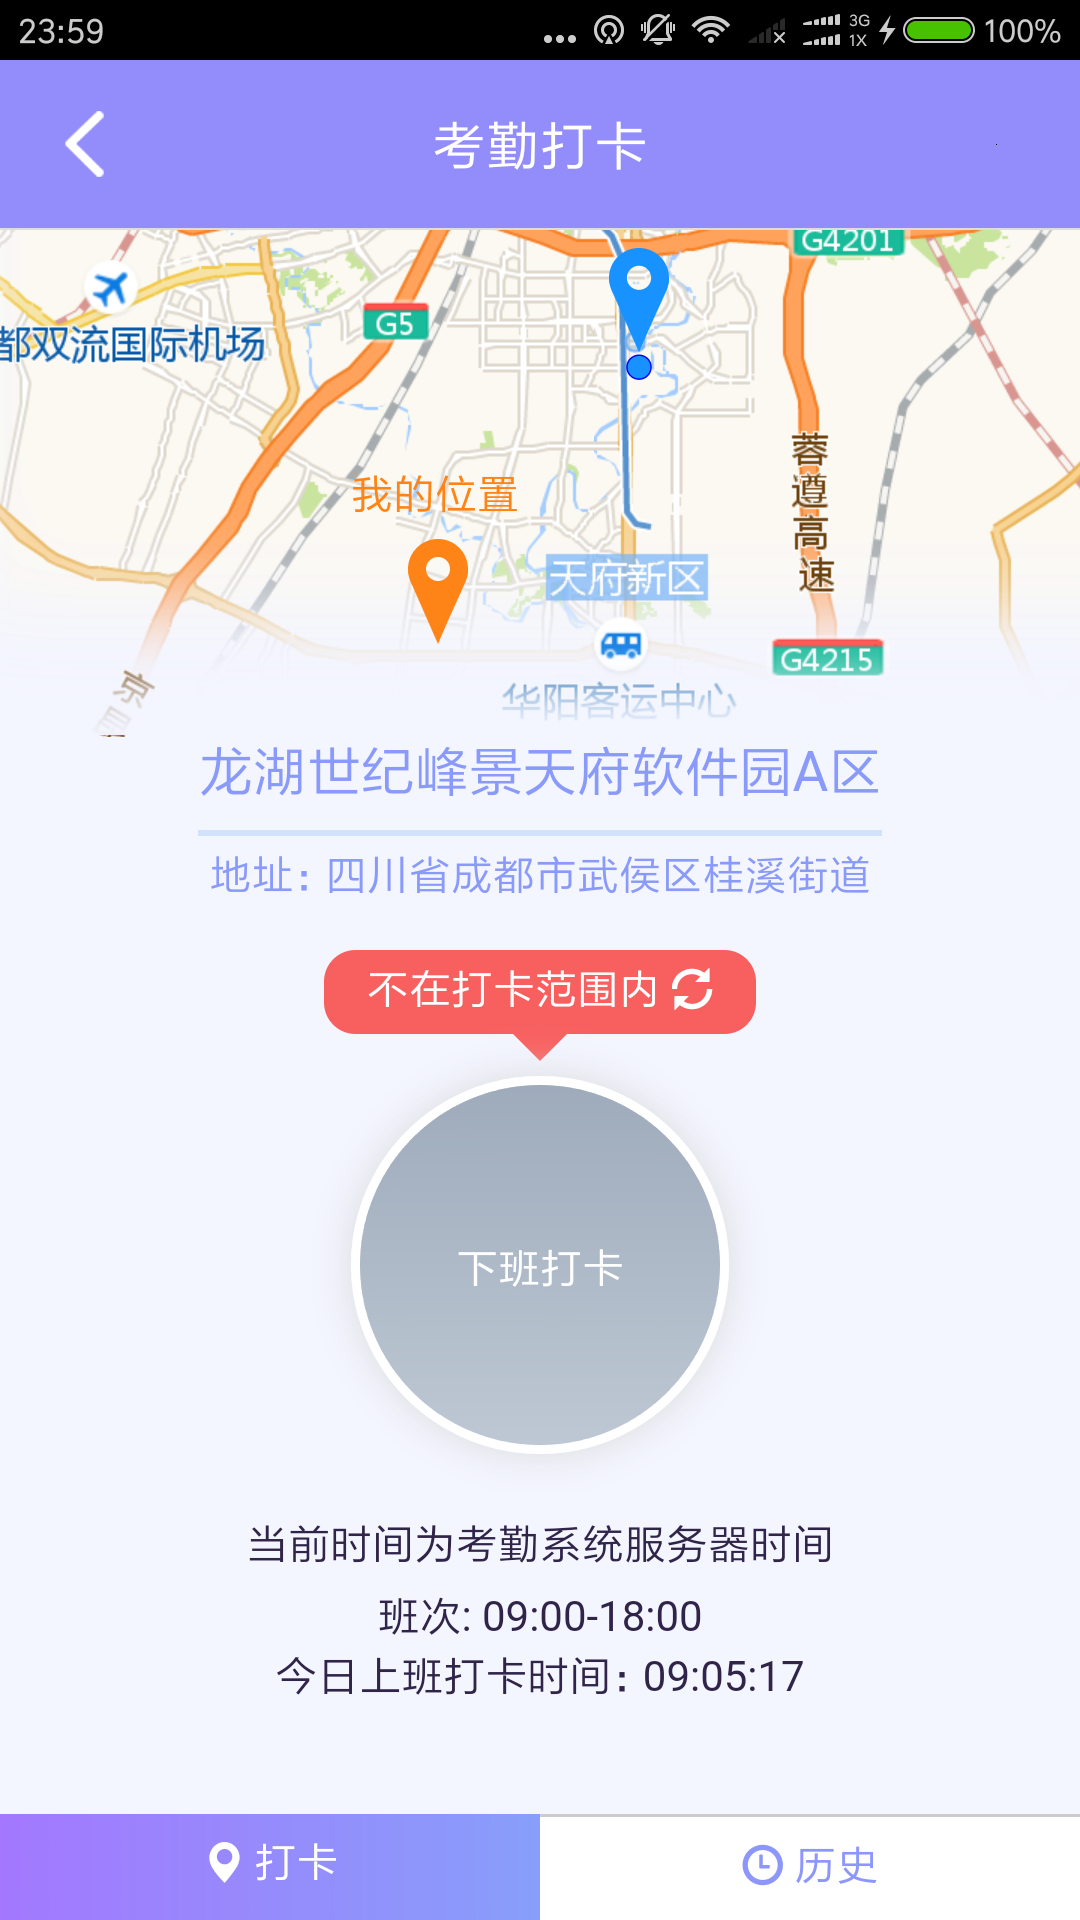 23:59
3G
1X
100%
考勤打卡
G4201
都双流国际机场
G5
蓉遵高速
我的位置
天府新区
G4215
京昆
华阳客运中心
龙湖世纪峰景天府软件园A区
地址：四川省成都市武侯区桂溪街道
不在打卡范围内
下班打卡
当前时间为考勤系统服务器时间
班次: 09:00-18:00
今日上班打卡时间：09:05:17
打卡
历史